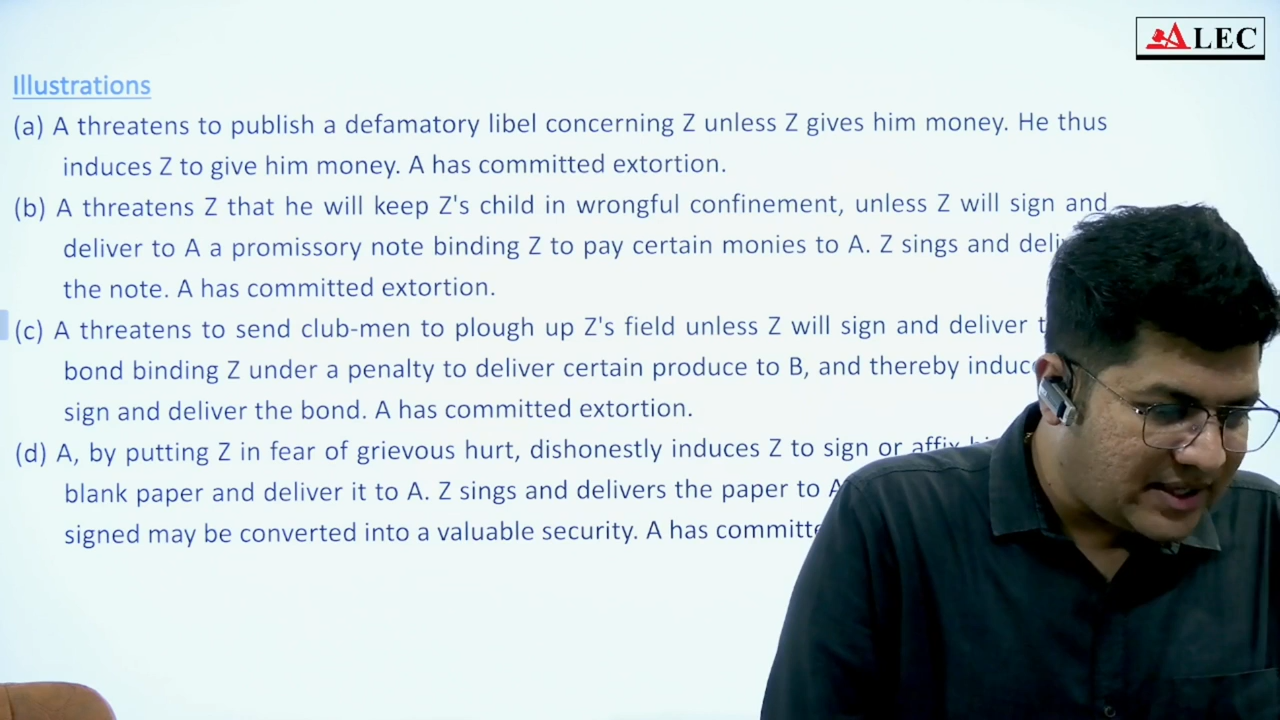 ALEC
Illustrations
(a) A threatens to publish a defamatory libel concerning Z unless Z gives him money. He thus
induces Z to give him money. A has committed extortion.
(b) A threatens Z that he will keep Z's child in wrongful confinement, unless Z will sign and
deliver to A a promissory note binding Z to pay certain monies to A. Z sings and
the note. A has committed extortion.
(c) A threatens to send club-men to plough up Z's field unless Z will sign and deliver
bond binding Z under a penalty to deliver certain produce to B, and thereby
sign and deliver the bond. A has committed extortion.
(d) A, by putting Z in fear of grievous hurt, dishonestly induces Z to sign or affix
blank paper and deliver it to A. Z sings and delivers the paper to A
signed may be converted into a valuable security. A has